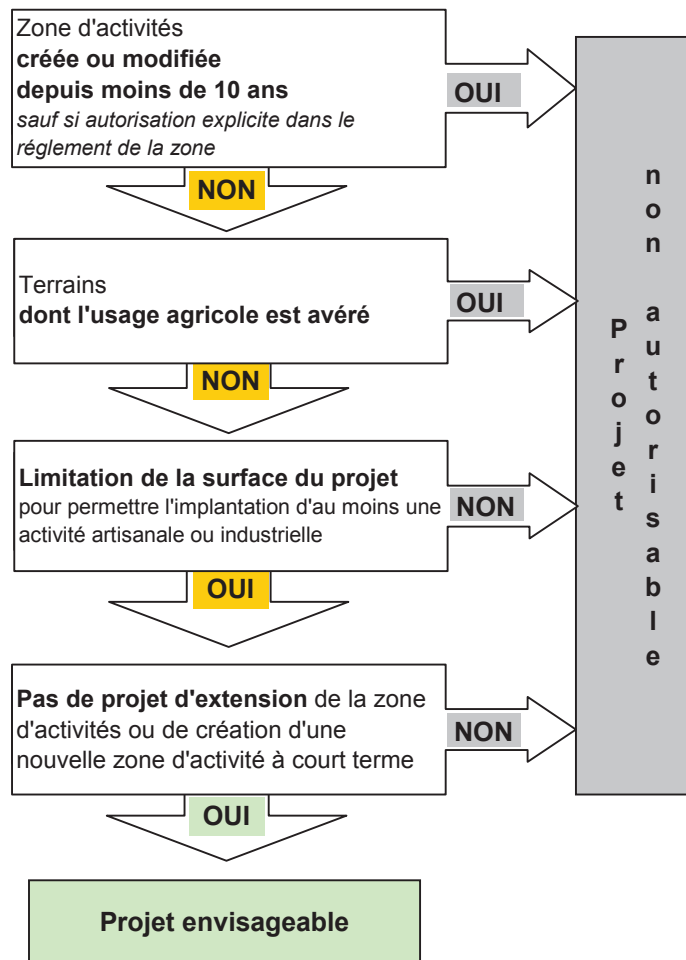 Zone d'activités
créée ou modifiée
depuis moins de 10 ans
sauf si autorisation explicite dans le
réglement de la zone
OUI
NON
Terrains
dont l'usage agricole est avéré
OUI
NON
Limitation de la surface du projet
pour permettre l'implantation d'au moins une
activité artisanale ou industrielle
NON
OUI
Pas de projet d'extension de la zone
d'activités ou de création d'une
nouvelle zone d'activité à court terme
NON
OUI
Projet envisageable
Projet
non autorisable